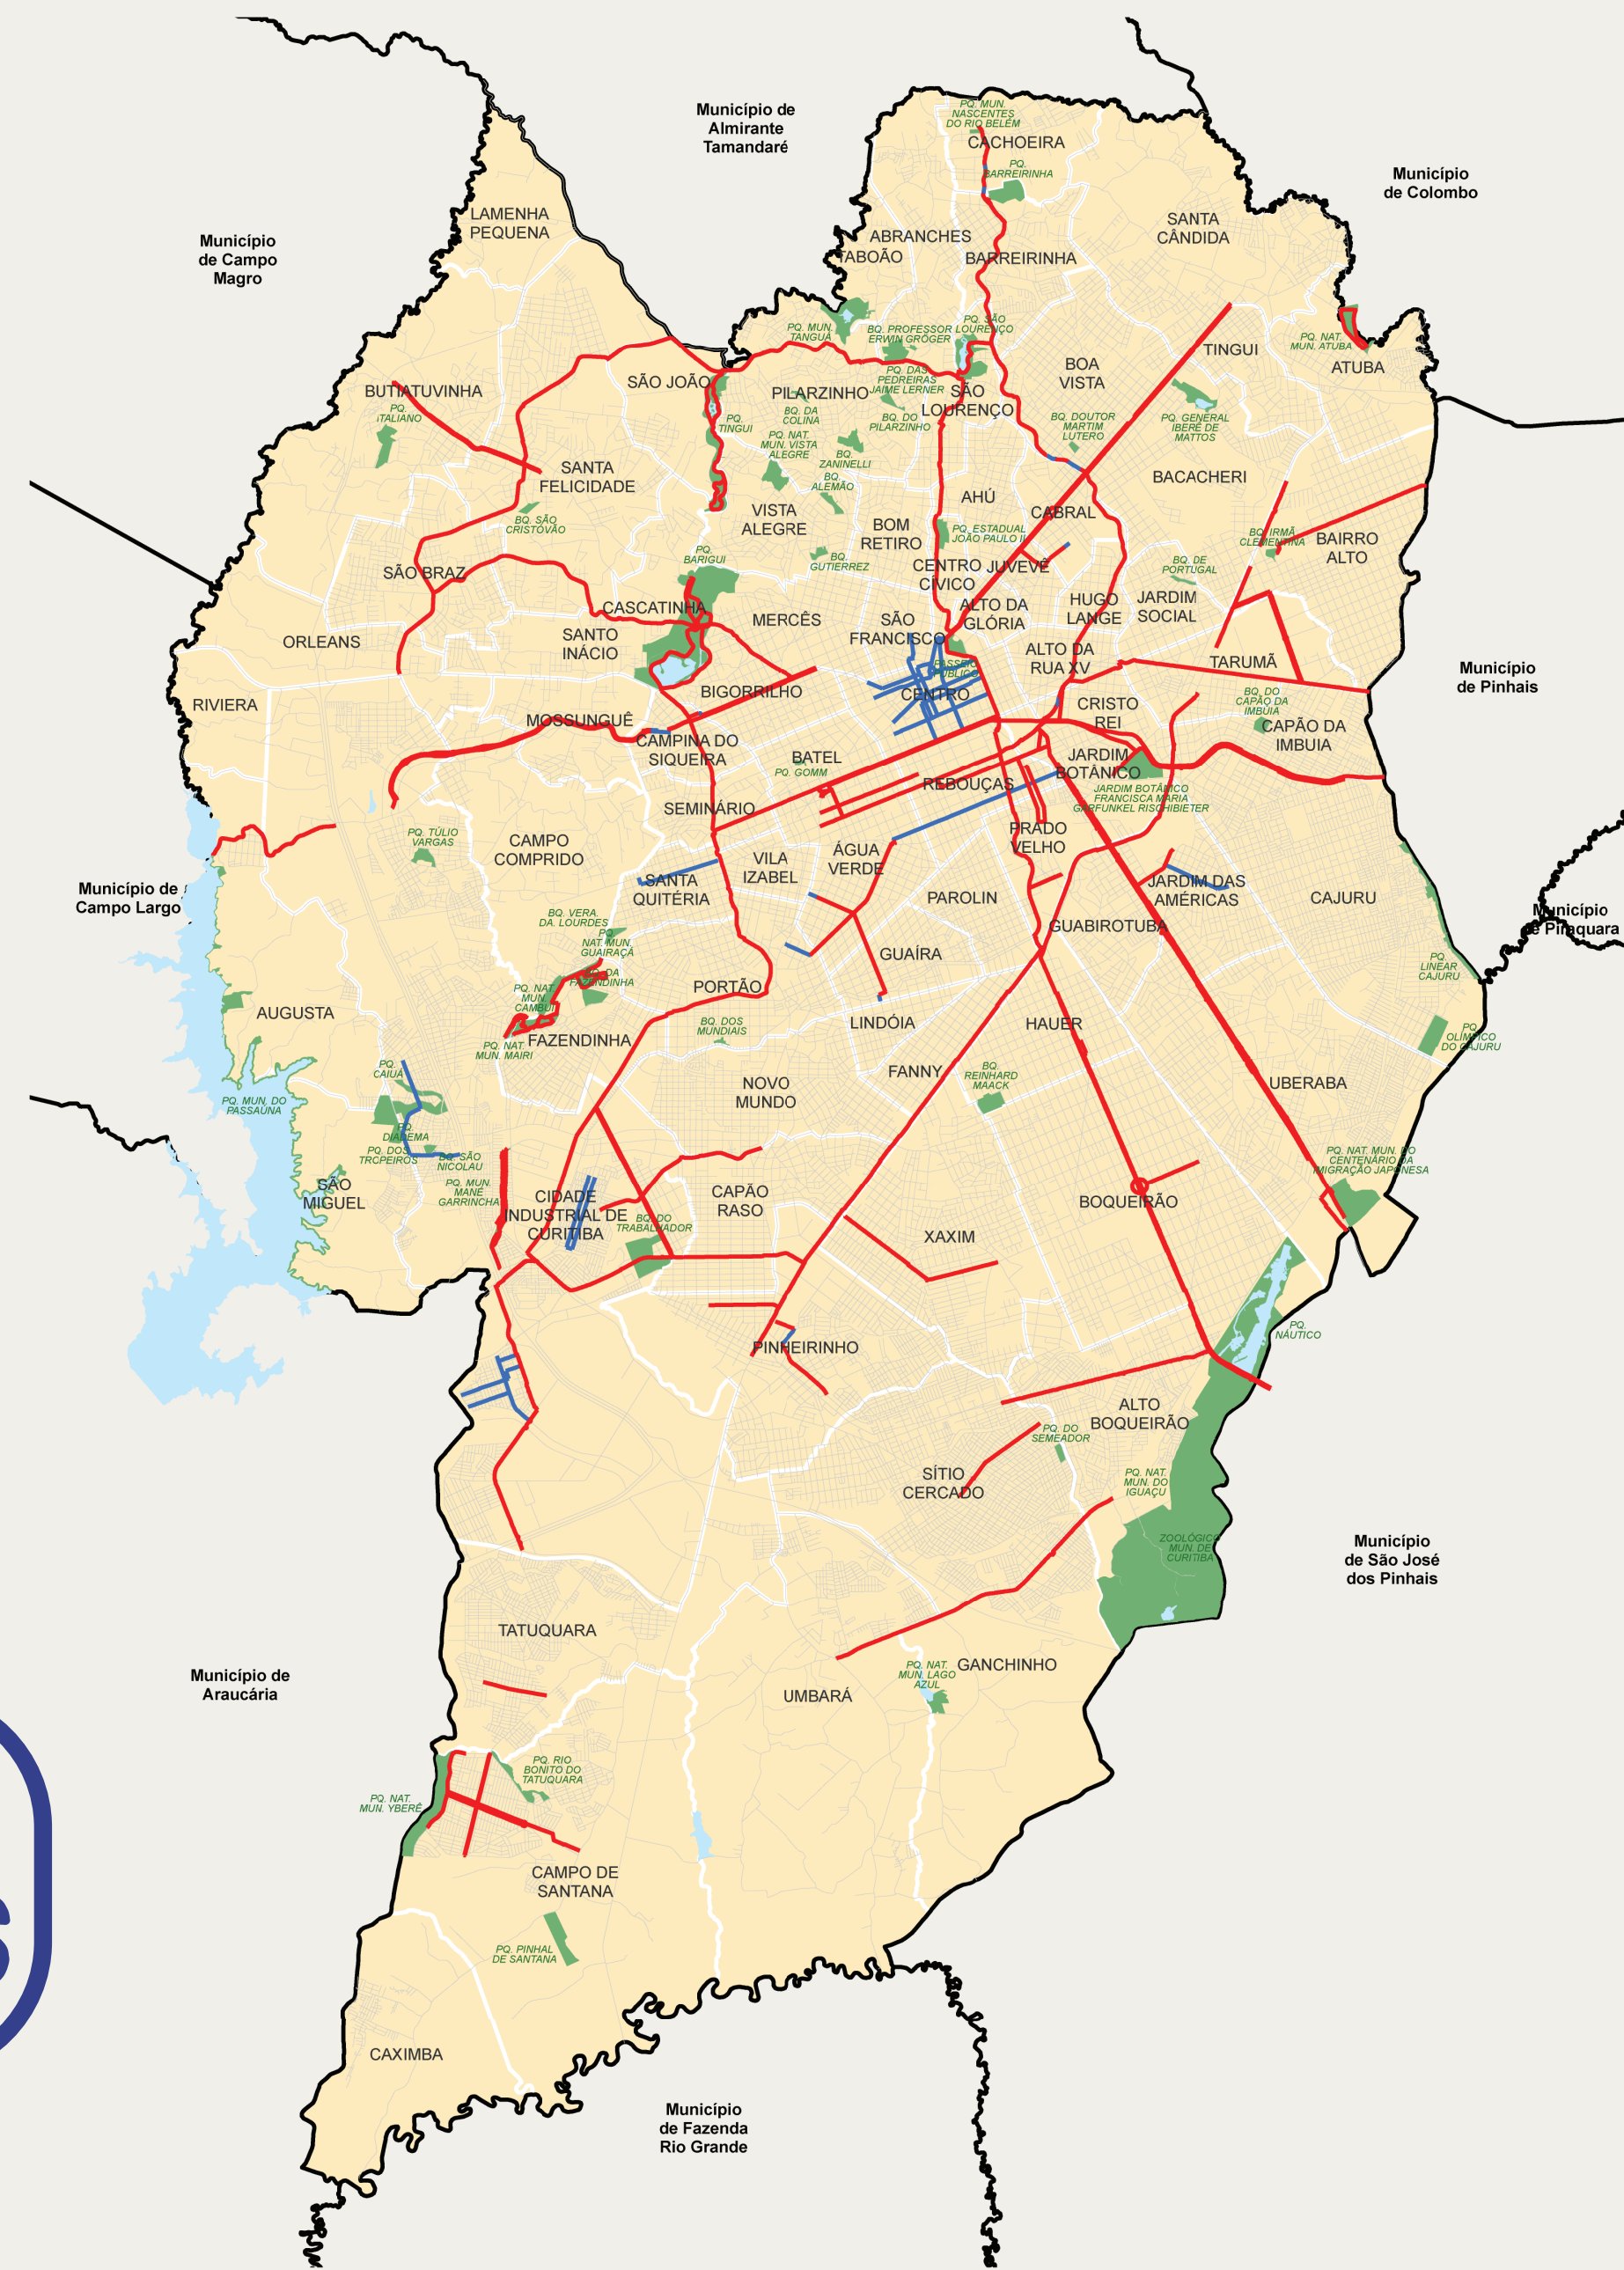 Município de
Almirante
Tamandaré
Município
de Colombo
Município
de Campo
Magro
PQ. MUN.
NASCENTES
DO RIO BELÉM
CACHOEIRA
PQ.
BARREIRINHA
LAMENHA
PEQUENA
SANTA
CÂNDIDA
ABRANCHES
TABOÃO
BARREIRINHA
PQ. MUN.
TANGUÁ
BQ. PROFESSOR
ERWIN GRÖGER
PQ. SÃO
LOURENÇO
PQ. NAT.
MUN. ATUBA
TINGUI
ATUBA
BOA
VISTA
SÃO JOÃO
BUTIATUVINHA
PQ.
ITALIANO
PILARZINHO
PQ. DAS
PEDREIRAS
JAIME LERNER
SÃO
LOURENÇO
PQ.
TINGUI
BQ. DA
COLINA
BQ. DO
PILARZINHO
BQ. DOUTOR
MARTIM
LUTERO
PQ. GENERAL
IBERÊ DE
MATTOS
PQ. NAT.
MUN. VISTA
ALEGRE
BQ.
ZANINELLI
BQ.
ALEMÃO
SANTA
FELICIDADE
BACACHERI
BQ. SÃO
CRISTÓVÃO
VISTA
ALEGRE
AHÚ
CABRAL
BOM
RETIRO
PQ. ESTADUAL
JOÃO PAULO II
BQ. IRMÃ
CLEMENTINA
BAIRRO
ALTO
PQ.
BARIGUI
BQ.
GUTIERREZ
BQ. DE
PORTUGAL
SÃO BRAZ
CENTRO
CÍVICO
JUVEVÊ
CASCATINHA
MERCÊS
SÃO
FRANCISCO
ALTO DA
GLÓRIA
HUGO
LANGE
JARDIM
SOCIAL
ORLEANS
SANTO
INÁCIO
PASSEIO
PÚBLICO
ALTO DA
RUA XV
TARUMÃ
Município
de Pinhais
RIVIERA
BIGORRILHO
CENTRO
CRISTO
REI
BQ. DO
CAPÃO DA
IMBUIA
CAPÃO DA
IMBUIA
MOSSUNGUÊ
CAMPINA DO
SIQUEIRA
BATEL
PQ. GOMM
REBOUÇAS
JARDIM
BOTÂNICO
JARDIM BOTÂNICO
FRANCISCA MARIA
GARFUNKEL RISCHBIETER
SEMINÁRIO
PQ. TÚLIO
VARGAS
CAMPO
COMPRIDO
PRADO
VELHO
VILA
IZABEL
ÁGUA
VERDE
SANTA
QUITÉRIA
Município de
Campo Largo
PAROLIN
JARDIM DAS
AMÉRICAS
CAJURU
Município
de Piraquara
BQ. VERA.
DA. LOURDES
PQ.
NAT. MUN.
GUAIRAÇÁ
GUABIROTUBA
GUAÍRA
PQ.
LINEAR
CAJURU
BQ. DA
FAZENDINHA
PORTÃO
PQ. NAT.
MUN.
CAMBUÍ
AUGUSTA
FAZENDINHA
PQ. NAT.
MUN. MAIRI
BQ. DOS
MUNDIAIS
LINDÓIA
HAUER
PQ.
OLÍMPICO
DO CAJURU
PQ.
CAIUÁ
NOVO
MUNDO
FANNY
BQ.
REINHARD
MAACK
UBERABA
PQ. MUN. DO
PASSAÚNA
PQ.
DIADEMA
PQ. DOS
TROPEIROS
BQ. SÃO
NICOLAU
PQ. NAT. MUN. DO
CENTENÁRIO DA
IMIGRAÇÃO JAPONESA
SÃO
MIGUEL
PQ. MUN.
MANÉ
GARRINCHA
CIDADE
INDUSTRIAL DE
CURITIBA
BQ. DO
TRABALHADOR
CAPÃO
RASO
BOQUEIRÃO
XAXIM
PQ.
NÁUTICO
PINHEIRINHO
ALTO
BOQUEIRÃO
PQ. DO
SEMEADOR
SÍTIO
CERCADO
PQ. NAT.
MUN. DO
IGUAÇU
ZOOLÓGICO
MUN. DE
CURITIBA
Município
de São José
dos Pinhais
TATUQUARA
Município de
Araucária
UMBARÁ
PQ. NAT.
MUN. LAGO
AZUL
GANCHINHO
PQ. RIO
BONITO DO
TATUQUARA
PQ. NAT.
MUN. YBERÊ
CAMPO DE
SANTANA
PQ. PINHAL
DE SANTANA
CAXIMBA
Município
de Fazenda
Rio Grande